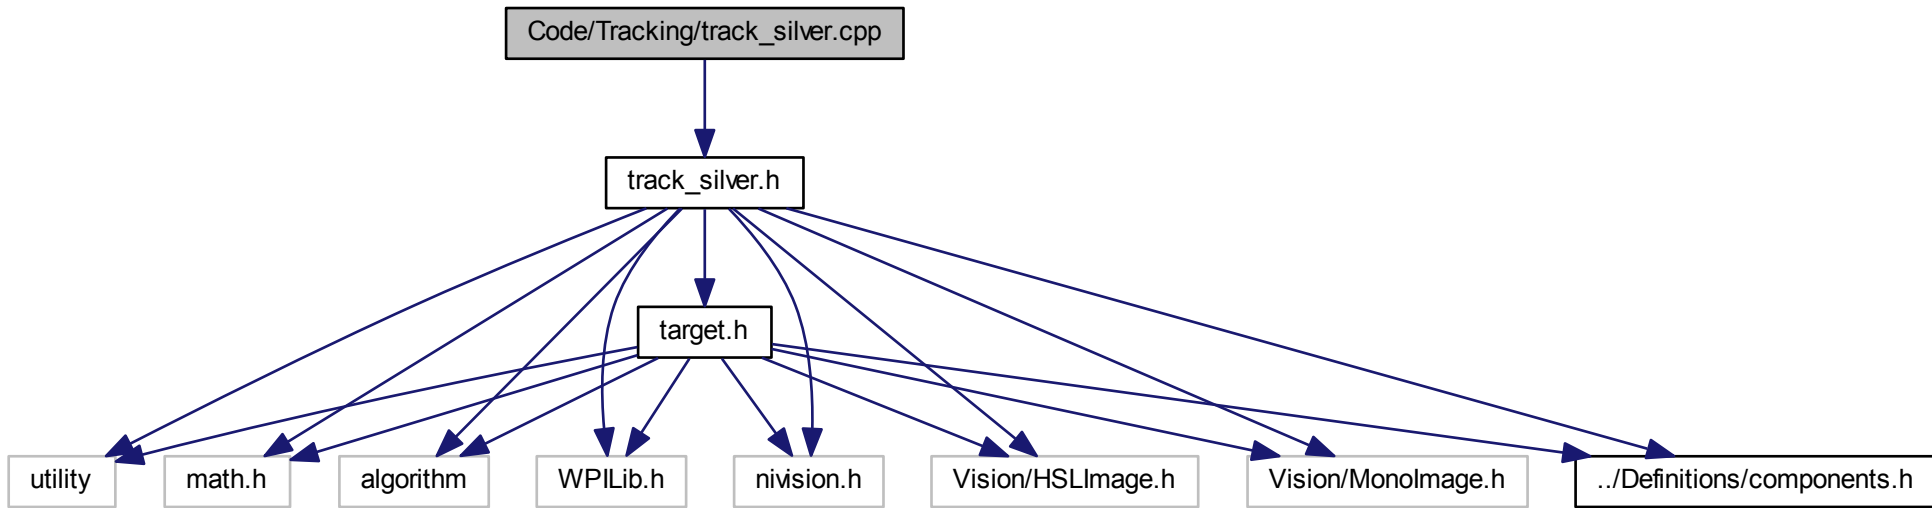 Code/Tracking/track_silver.cpp
track_silver.h
target.h
utility
math.h
algorithm
WPILib.h
nivision.h
Vision/HSLImage.h
Vision/MonoImage.h
../Definitions/components.h